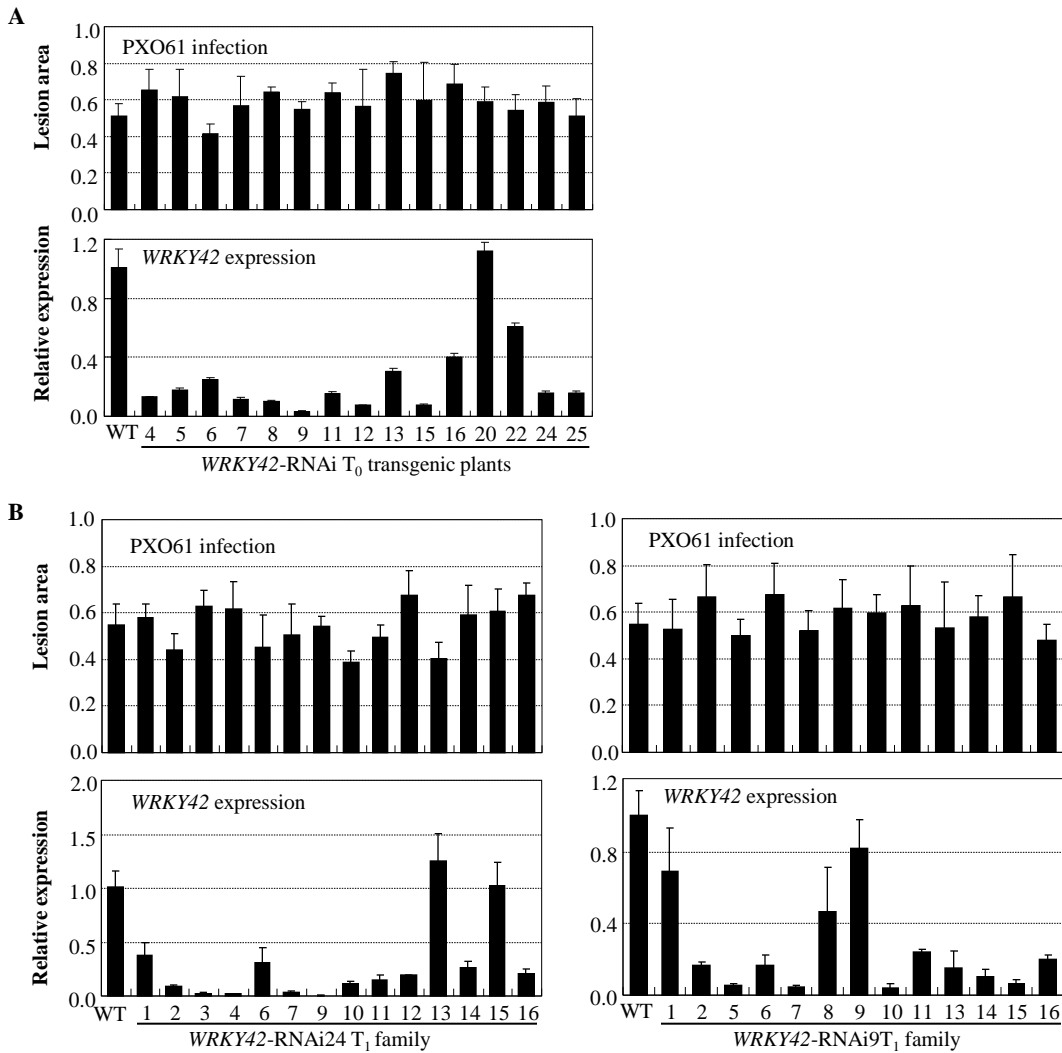 A
PXO61 infection
Lesion area
1.0
0.8
0.6
0.4
0.2
0.0
WRKY42 expression
Relative expression
1.2
0.8
0.4
0.0
WT 4 5 6 7 8 9 11 12 13 15 16 20 22 24 25
WRKY42-RNAi T0 transgenic plants
B
PXO61 infection
Lesion area
1.0
0.8
0.6
0.4
0.2
0.0
WRKY42 expression
Relative expression
2.0
1.5
1.0
0.5
0.0
WT 1 2 3 4 6 7 9 10 11 12 13 14 15 16
WRKY42-RNAi24 T1 family
PXO61 infection
1.0
0.8
0.6
0.4
0.2
0.0
WRKY42 expression
1.2
0.8
0.4
0.0
WT 1 2 5 6 7 8 9 10 11 13 14 15 16
WRKY42-RNAi9T1 family